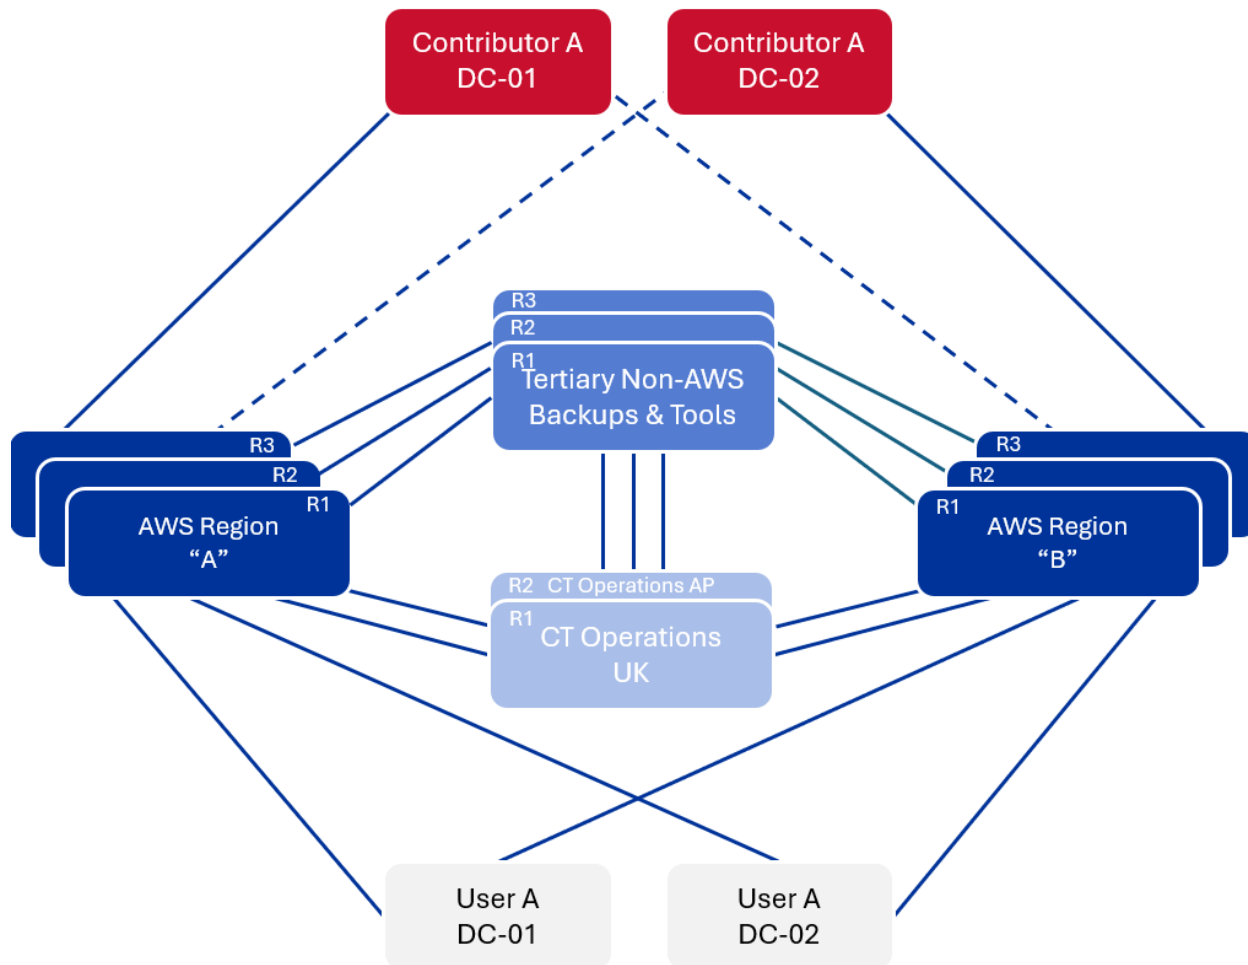 Contributor A
DC-01
Contributor A
DC-02
R3
R2
R1
Tertiary Non-AWS
Backups & Tools
R3
R2
R1
AWS Region
“A”
R3
R2
R1
AWS Region
“B”
R2 CT Operations AP
R1
CT Operations
UK
User A
DC-01
User A
DC-02